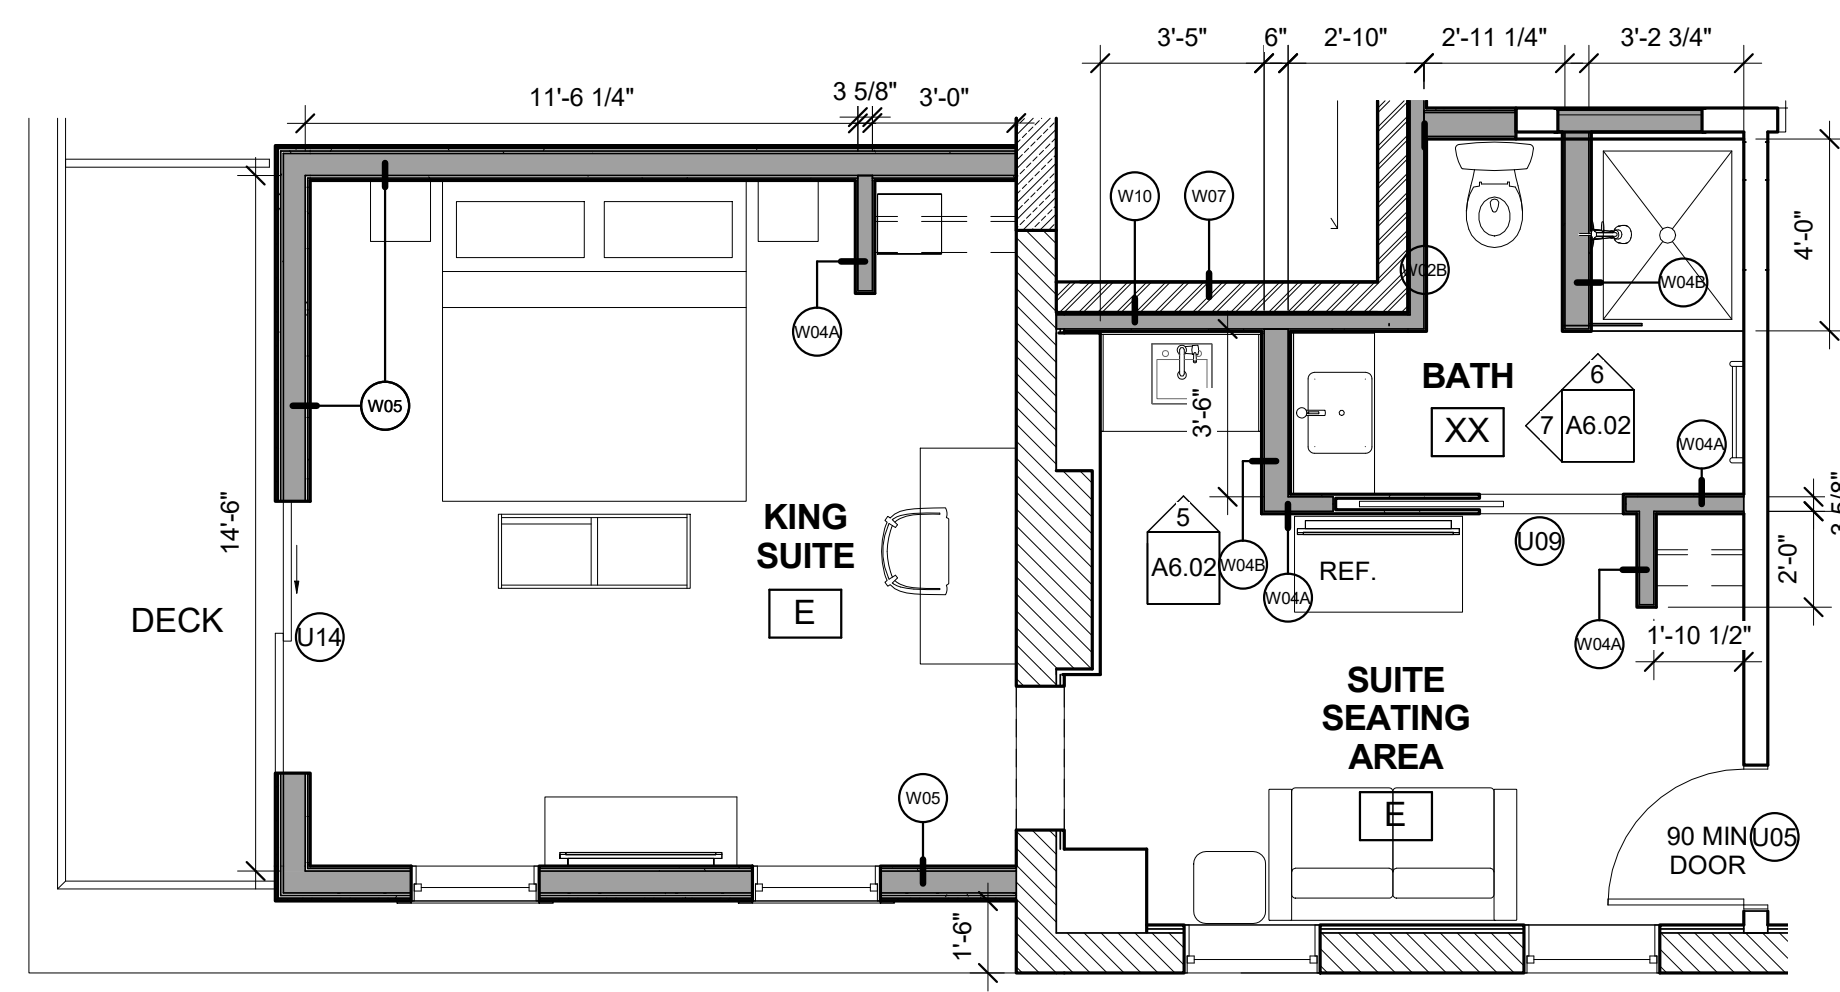 3'-5" 6" 2'-10" 2'-11 1/4" 3'-2 3/4"
11'-6 1/4" 3 5/8" 3'-0"
W10 W07
4'-0"
W02B
W04B
W04A
BATH
6
XX
7 A6.02
W05
3'-6"
W04A
14'-6"
KING
SUITE
E
5
A6.02
W04B
W04A
REF.
U09
3 5/8"
2'-0"
W04A
1'-10 1/2"
DECK
U14
SUITE
SEATING
AREA
E
W05
90 MIN
DOOR
U05
1'-6"